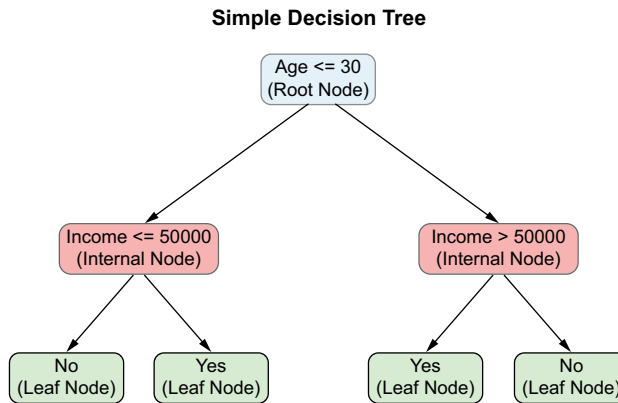 Simple Decision Tree
Age <= 30
(Root Node)
Income <= 50000
(Internal Node)
Income > 50000
(Internal Node)
No
(Leaf Node)
Yes
(Leaf Node)
Yes
(Leaf Node)
No
(Leaf Node)